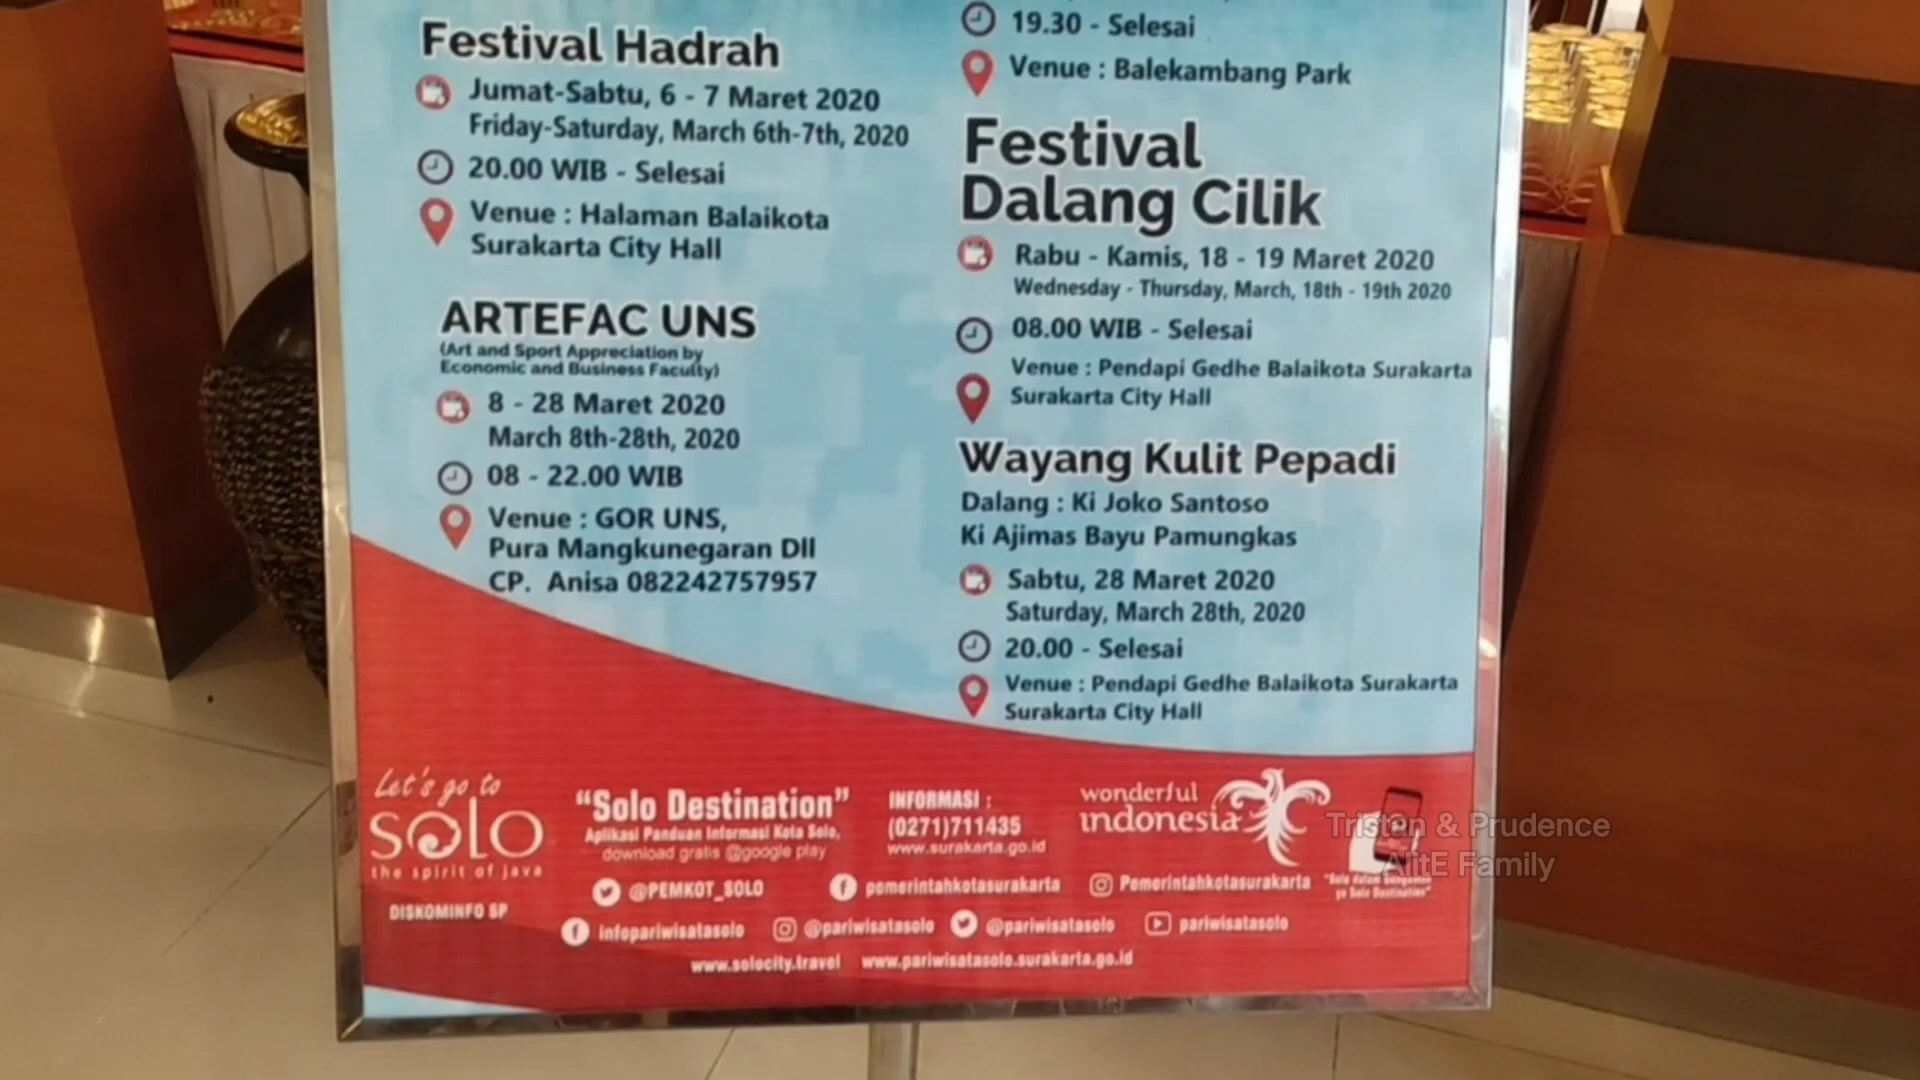 Festival Hadrah
Jumat-Sabtu, 6 - 7 Maret 2020
Friday-Saturday, March 6th-7th, 2020
20.00 WIB - Selesai
Venue : Halaman Balaikota
Surakarta City Hall
ARTEFAC UNS
(Art and Sport Appreciation by
Economic and Business Faculty)
8 - 28 Maret 2020
March 8th-28th, 2020
08 - 22.00 WIB
Venue : GOR UNS,
Pura Mangkunegaran Dll
CP. Anisa 082242757957
19.30 - Selesai
Venue : Balekambang Park
Festival
Dalang Cilik
Rabu - Kamis, 18 - 19 Maret 2020
Wednesday - Thursday, March, 18th - 19th 2020
08.00 WIB - Selesai
Venue : Pendapi Gedhe Balaikota Surakarta
Surakarta City Hall
Wayang Kulit Pepadi
Dalang : Ki Joko Santoso
Ki Ajimas Bayu Pamungkas
Sabtu, 28 Maret 2020
Saturday, March 28th, 2020
20.00 - Selesai
Venue : Pendapi Gedhe Balaikota Surakarta
Surakarta City Hall
Let's go to
solo
the spirit of java
DISKOMINFO SP
"Solo Destination"
Aplikasi Panduan Informasi Kota Solo,
download gratis @google play
INFORMASI :
(0271)711435
www.surakarta.go.id
wonderful
indonesia
Tristan & Prudence
AlitE Family
"Solo dalam Genggaman
ya Solo Destination"
@PEMKOT_SOLO
pemerintahkotasurakarta
Pemerintahkotasurakarta
infopariwisatasolo
@pariwisatasolo
@pariwisatasolo
pariwisatasolo
www.solocity.travel
www.pariwisatasolo.surakarta.go.id